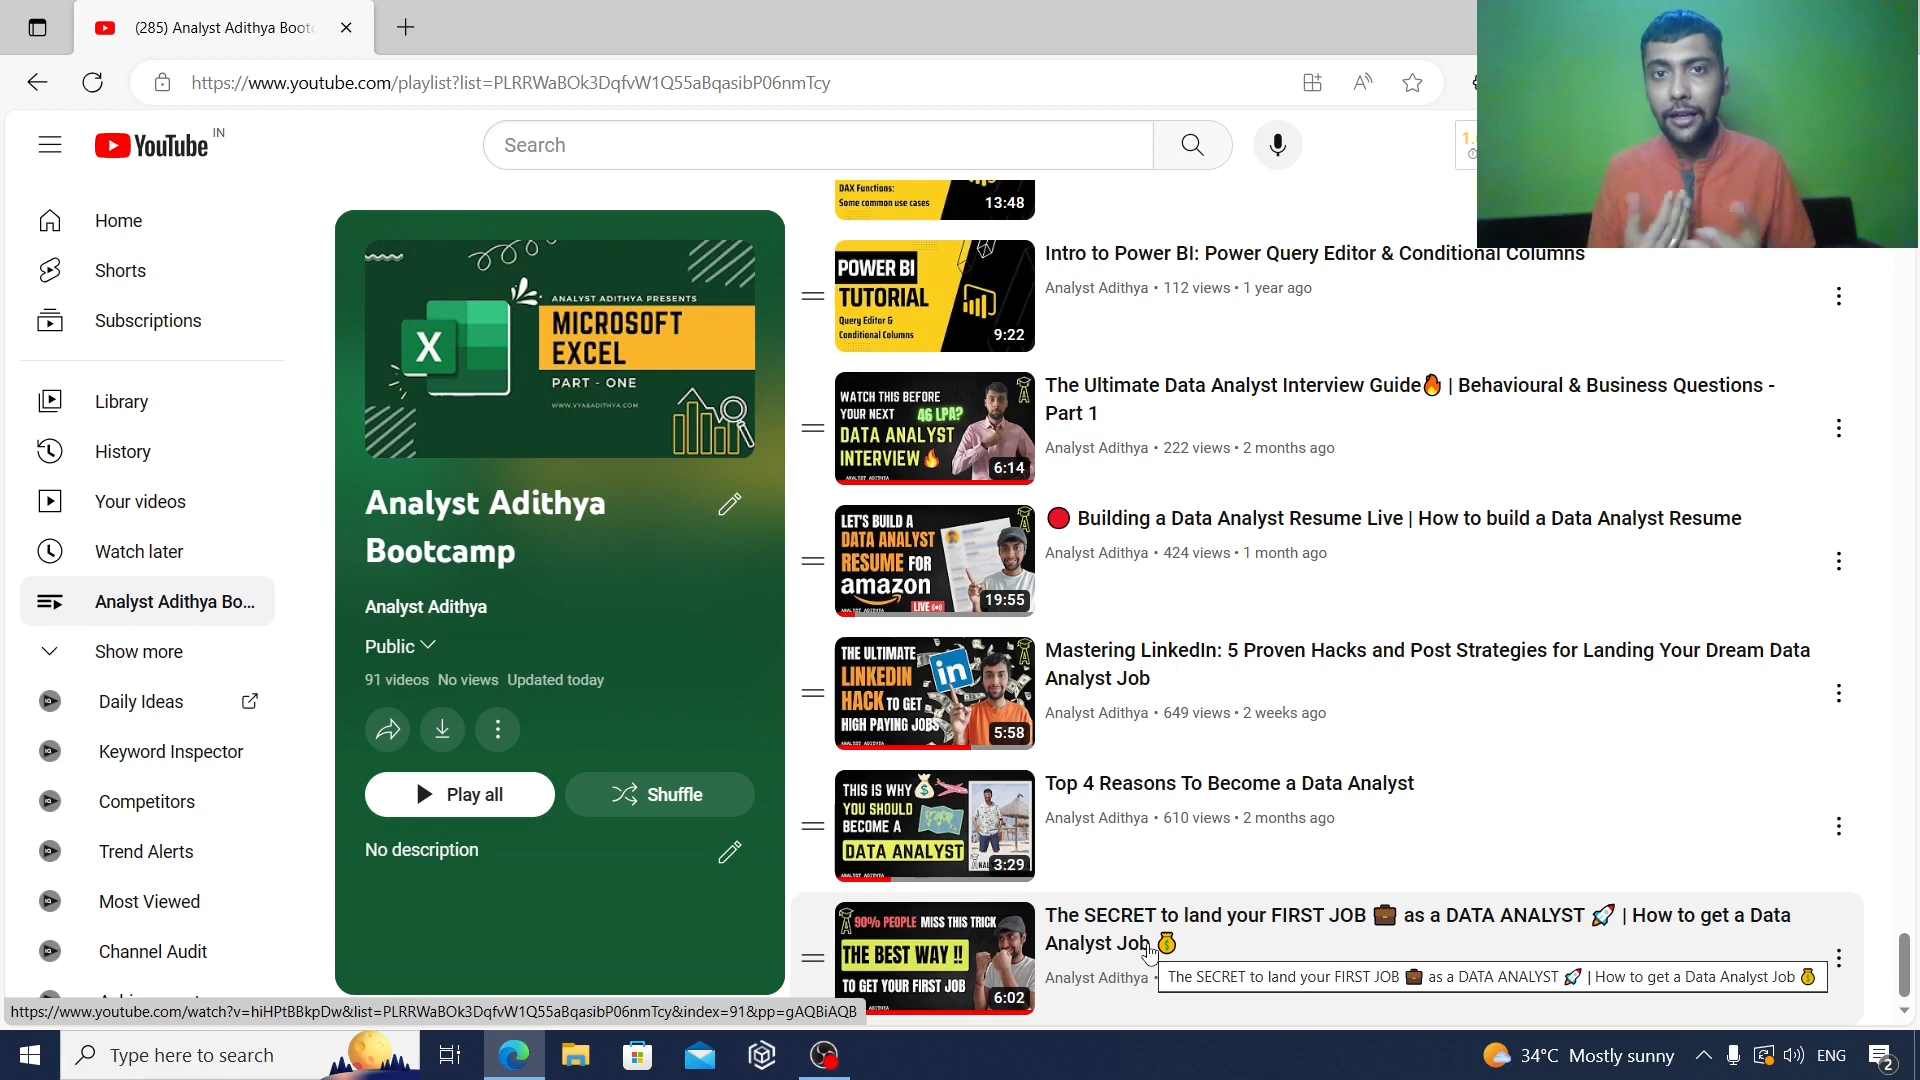 (285) Analyst Adithya Boot
https://www.youtube.com/playlist?list=PLRRWaBOk3DqfvW1Q55aBqasibP06nmTcy
YouTube IN
Search
Home
Shorts
Subscriptions
Library
History
Your videos
Watch later
Analyst Adithya Bo...
Show more
Daily Ideas
Keyword Inspector
Competitors
Trend Alerts
Most Viewed
Channel Audit
ANALYST ADITHYA PRESENTS
MICROSOFT
EXCEL
PART - ONE
WWW.VYASADITHYA.COM
X
Analyst Adithya
Bootcamp
Analyst Adithya
Public
91 videos No views Updated today
Play all
Shuffle
No description
DAX Functions:
Some common use cases
13:48
POWER BI
TUTORIAL
Query Editor &
Conditional Columns
9:22
Intro to Power BI: Power Query Editor & Conditional Columns
Analyst Adithya • 112 views • 1 year ago
WATCH THIS BEFORE
YOUR NEXT 46 LPA?
DATA ANALYST
INTERVIEW🔥
ANALYST ADITHYA
6:14
The Ultimate Data Analyst Interview Guide🔥 | Behavioural & Business Questions -
Part 1
Analyst Adithya • 222 views • 2 months ago
LET'S BUILD A
DATA ANALYST
RESUME FOR
amazon
LIVE
ANALYST ADITHYA
19:55
🔴 Building a Data Analyst Resume Live | How to build a Data Analyst Resume
Analyst Adithya • 424 views • 1 month ago
THE ULTIMATE
LINKEDIN
HACK TO GET
HIGH PAYING JOBS
in
ANALYST ADITHYA
5:58
Mastering LinkedIn: 5 Proven Hacks and Post Strategies for Landing Your Dream Data
Analyst Job
Analyst Adithya • 649 views • 2 weeks ago
THIS IS WHY
YOU SHOULD
BECOME A
DATA ANALYST
ANALYST ADITHYA
3:29
Top 4 Reasons To Become a Data Analyst
Analyst Adithya • 610 views • 2 months ago
90% PEOPLE MISS THIS TRICK
THE BEST WAY !!
TO GET YOUR FIRST JOB
6:02
The SECRET to land your FIRST JOB 💼 as a DATA ANALYST 🚀 | How to get a Data
Analyst Job 💰
Analyst Adithya •
The SECRET to land your FIRST JOB 💼 as a DATA ANALYST 🚀 | How to get a Data Analyst Job 💰
https://www.youtube.com/watch?v=hiHPtBBkpDw&list=PLRRWaBOk3DqfvW1Q55aBqasibP06nmTcy&index=91&pp=gAQBiAQB
Type here to search
34°C Mostly sunny
ENG
2